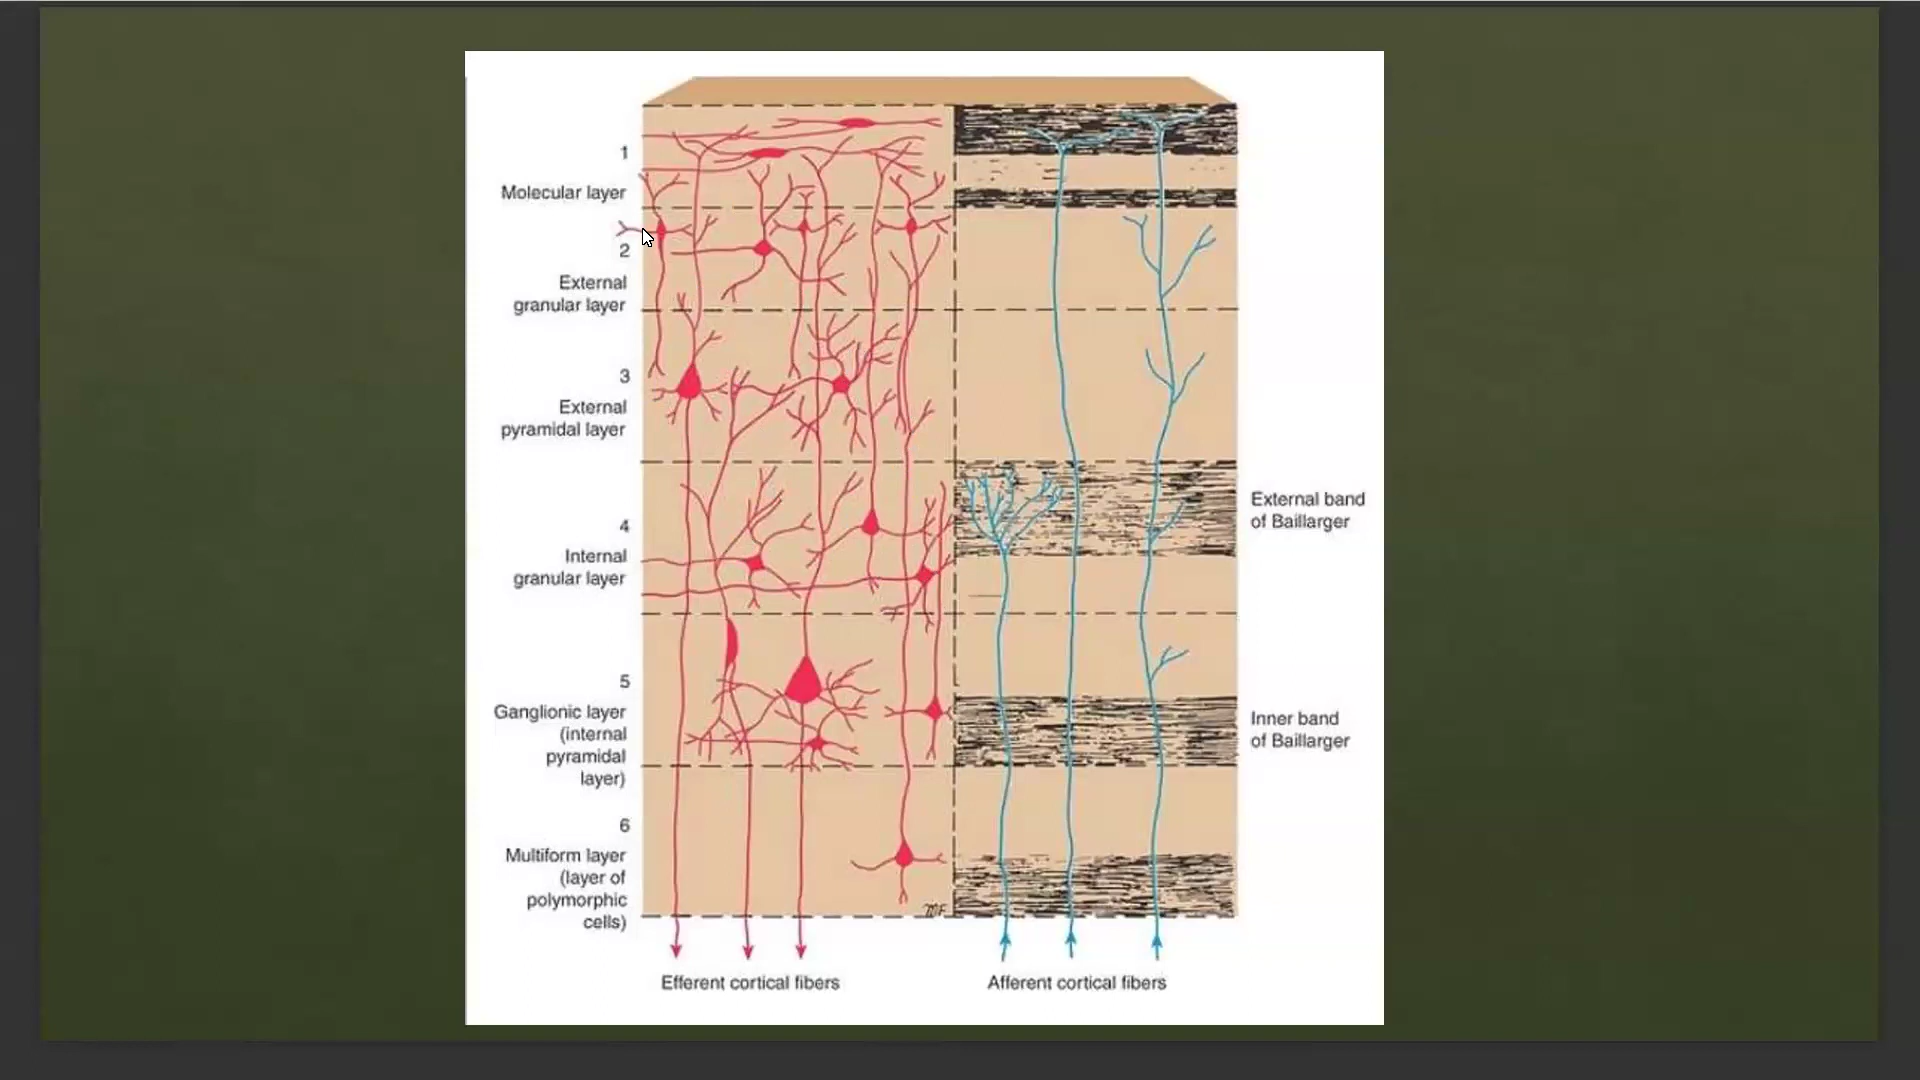 1
Molecular layer
2
External
granular layer
3
External
pyramidal layer
4
Internal
granular layer
5
Ganglionic layer
(internal
pyramidal
layer)
6
Multiform layer
(layer of
polymorphic
cells)
External band
of Baillarger
Inner band
of Baillarger
Efferent cortical fibers
Afferent cortical fibers